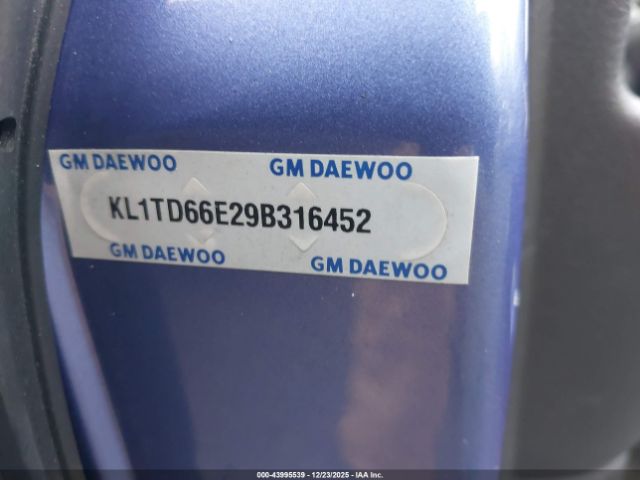 GM DAEWOO GM DAEWOO
KL1TD66E29B316452
GM DAEWOO GM DAEWOO
000-43995539 - 12/23/2025 - IAA Inc.